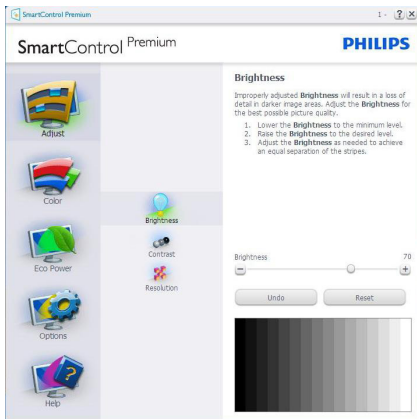 SmartControl Premium
? X
SmartControl Premium
PHILIPS
Adjust
Color
Eco Power
Options
Help
Brightness
Contrast
Resolution
Brightness
Improperly adjusted Brightness will result in a loss of
detail in darker image areas. Adjust the Brightness for
the best possible picture quality.
1. Lower the Brightness to the minimum level.
2. Raise the Brightness to the desired level.
3. Adjust the Brightness as needed to achieve
an equal separation of the stripes.
Brightness 70
Undo Reset